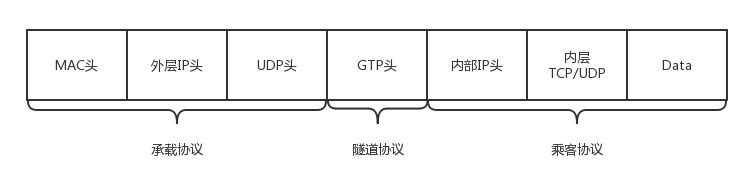 MAC头
外层IP头
UDP头
GTP头
内部IP头
内层
TCP/UDP
Data
承载协议
隧道协议
乘客协议